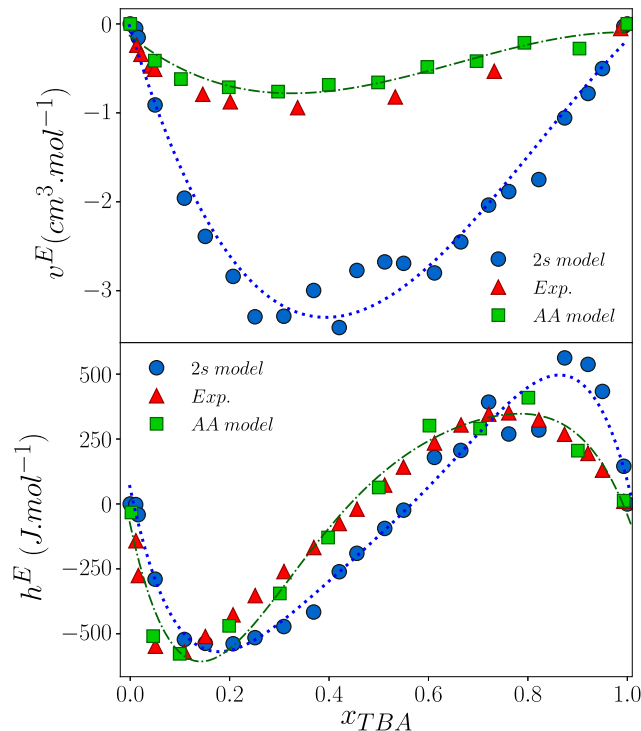 0
−1
−2
−3
v^E(cm^3.mol^−1)
2s model
Exp.
AA model
2s model
Exp.
AA model
500
250
0
−250
−500
h^E (J.mol^−1)
0.0 0.2 0.4 0.6 0.8 1.0
x_TBA